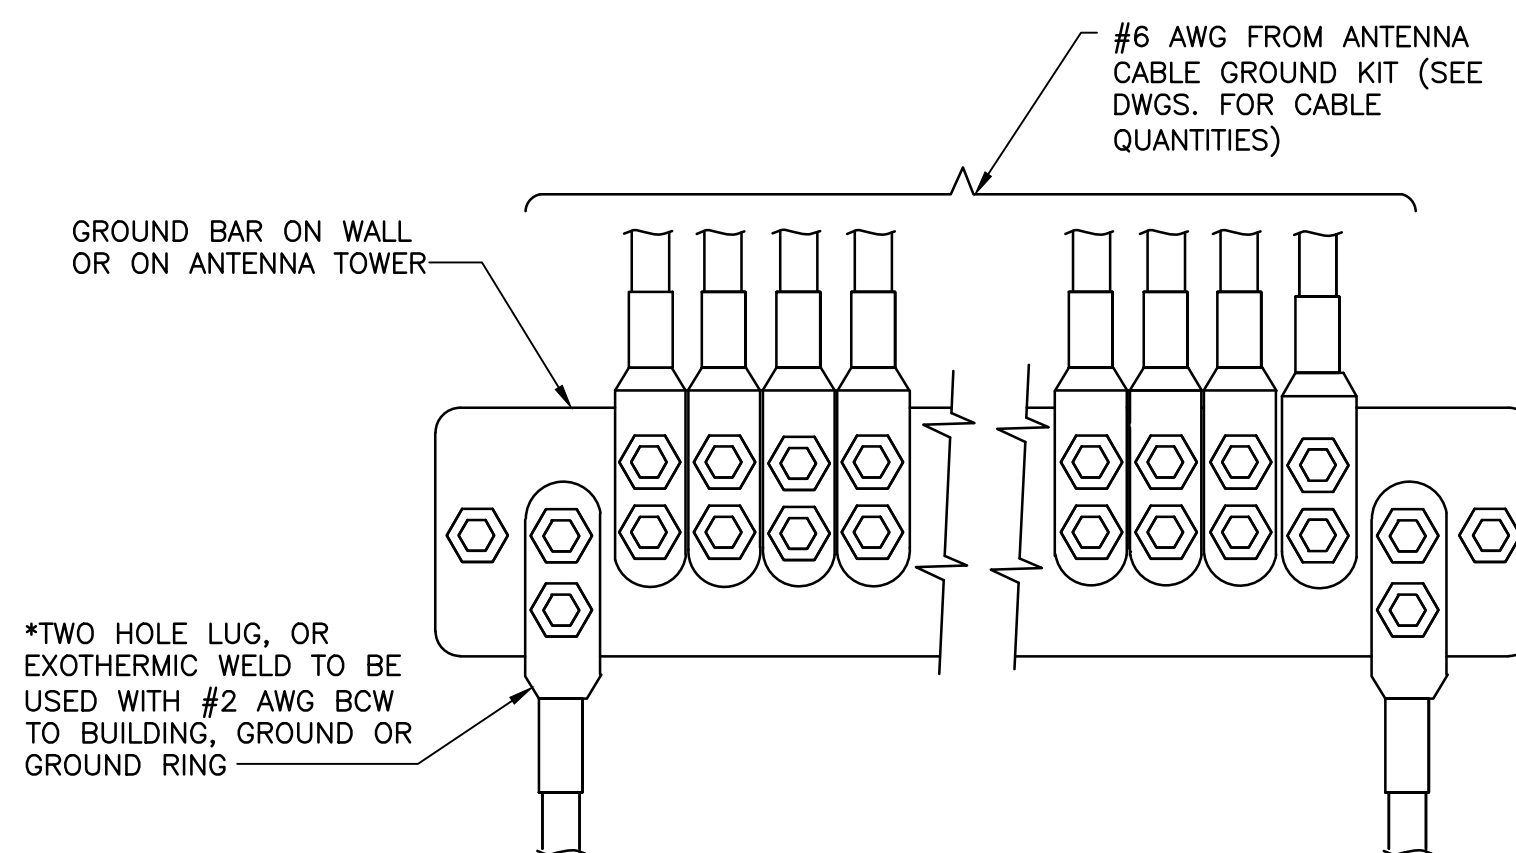 #6 AWG FROM ANTENNA
CABLE GROUND KIT (SEE
DWGS. FOR CABLE
QUANTITIES)
GROUND BAR ON WALL
OR ON ANTENNA TOWER
*TWO HOLE LUG, OR
EXOTHERMIC WELD TO BE
USED WITH #2 AWG BCW
TO BUILDING, GROUND OR
GROUND RING